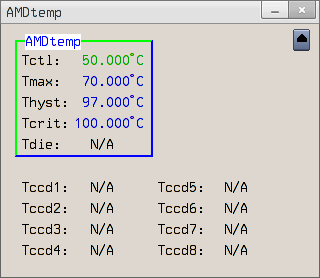 AMDtemp
AMDtemp
Tctl: 50.000°C
Tmax: 70.000°C
Thyst: 97.000°C
Tcrit: 100.000°C
Tdie: N/A
Tccd1: N/A Tccd5: N/A
Tccd2: N/A Tccd6: N/A
Tccd3: N/A Tccd7: N/A
Tccd4: N/A Tccd8: N/A